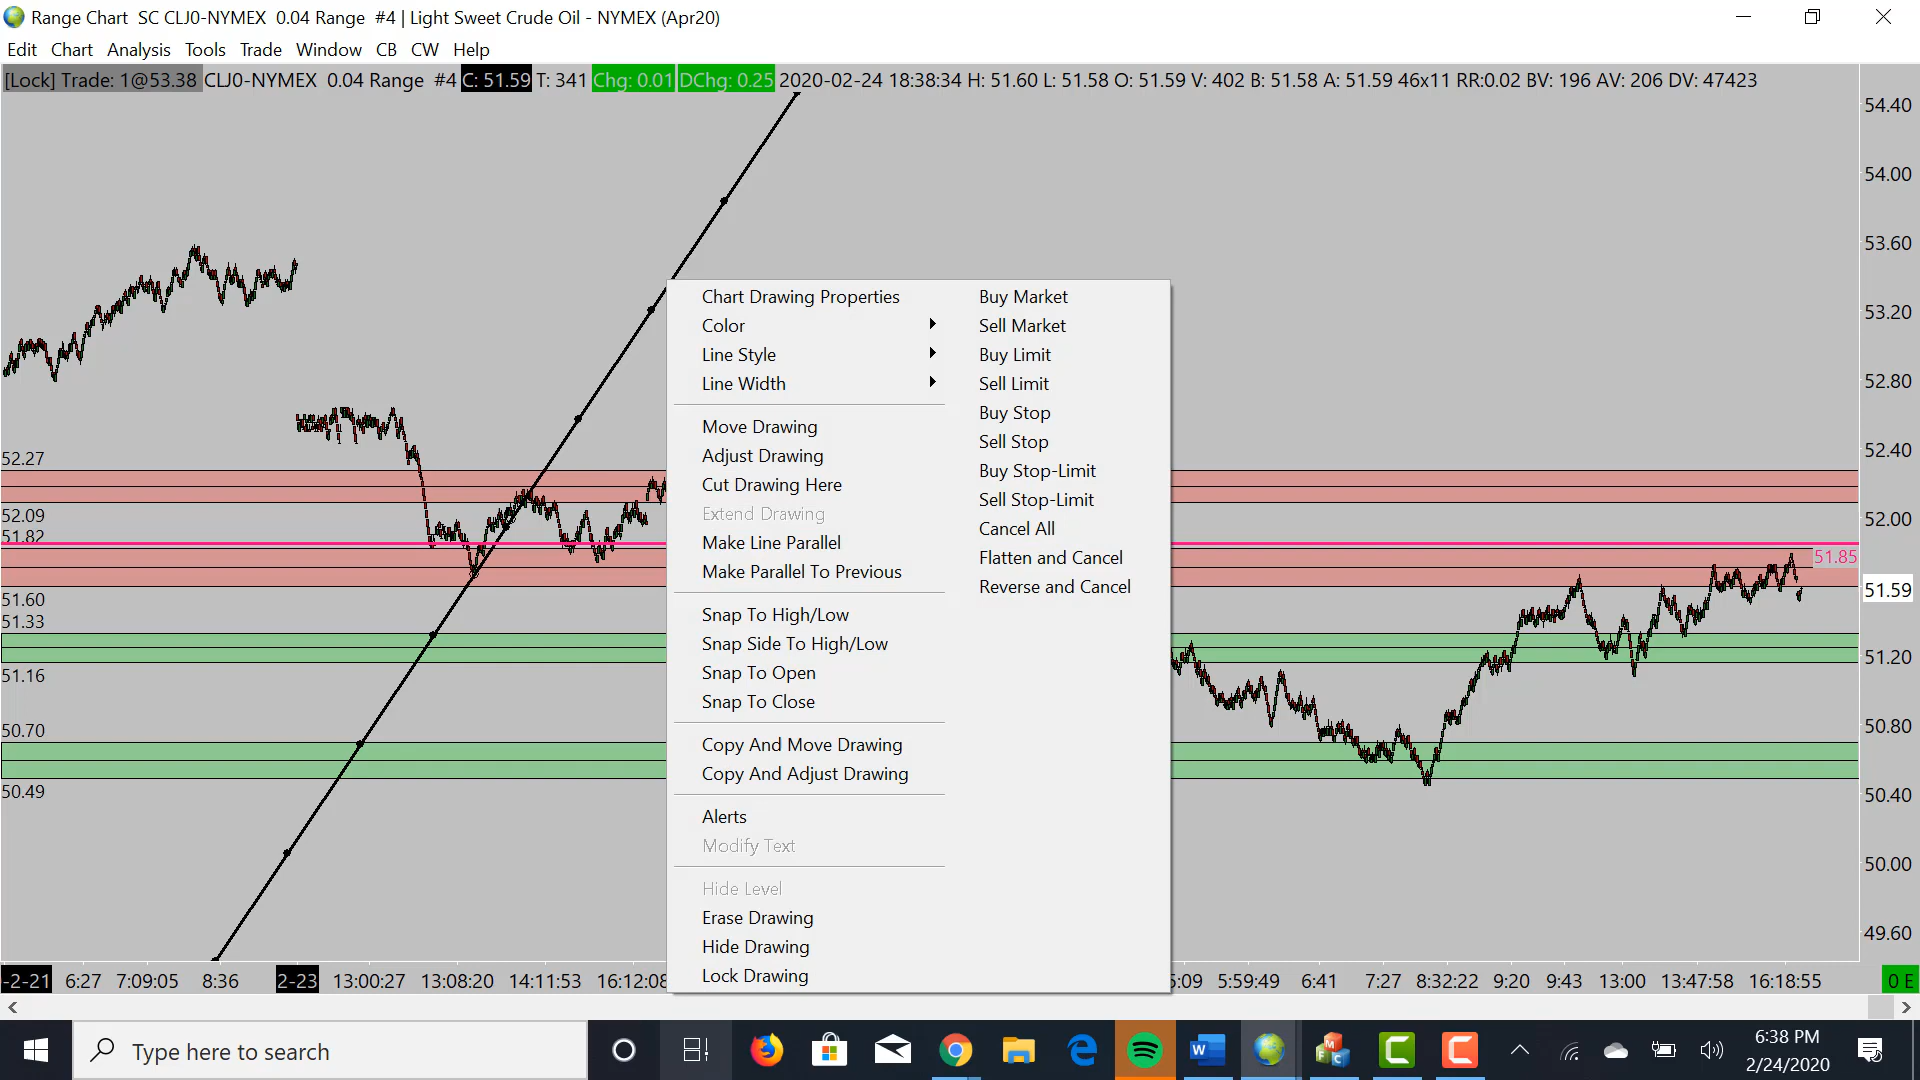 Range Chart  SC CLJ0-NYMEX  0.04 Range  #4 | Light Sweet Crude Oil - NYMEX (Apr20)
Edit Chart Analysis Tools Trade Window CB CW Help
[Lock] Trade: 1@53.38 CLJ0-NYMEX  0.04 Range  #4 C: 51.59 T: 341 Chg: 0.01 DChg: 0.25 2020-02-24 18:38:34 H: 51.60 L: 51.58 O: 51.59 V: 402 B: 51.58 A: 51.59 46x11 RR:0.02 BV: 196 AV: 206 DV: 47423
54.40
54.00
53.60
53.20
52.80
52.40
52.00
51.85
51.59
51.20
50.80
50.40
50.00
49.60
52.27
52.09
51.82
51.60
51.33
51.16
50.70
50.49
Chart Drawing Properties
Color
Line Style
Line Width
Move Drawing
Adjust Drawing
Cut Drawing Here
Extend Drawing
Make Line Parallel
Make Parallel To Previous
Snap To High/Low
Snap Side To High/Low
Snap To Open
Snap To Close
Copy And Move Drawing
Copy And Adjust Drawing
Alerts
Modify Text
Hide Level
Erase Drawing
Hide Drawing
Lock Drawing
Buy Market
Sell Market
Buy Limit
Sell Limit
Buy Stop
Sell Stop
Buy Stop-Limit
Sell Stop-Limit
Cancel All
Flatten and Cancel
Reverse and Cancel
-2-21 6:27 7:09:05 8:36 2-23 13:00:27 13:08:20 14:11:53 16:12:08 5:09 5:59:49 6:41 7:27 8:32:22 9:20 9:43 13:00 13:47:58 16:18:55 0 E
Type here to search
6:38 PM
2/24/2020